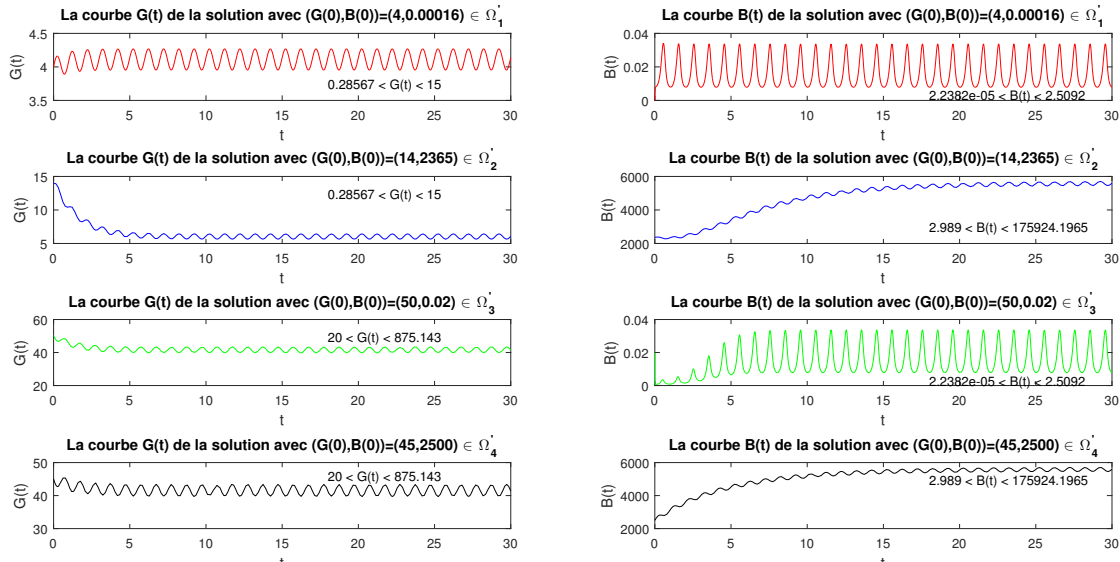 La courbe G(t) de la solution avec (G(0),B(0))=(4,0.00016) ∈ Ω'₁
4.5
4
3.5
G(t)
0.28567 < G(t) < 15
0 5 10 15 20 25 30
t
La courbe B(t) de la solution avec (G(0),B(0))=(4,0.00016) ∈ Ω'₁
0.04
0.02
0
B(t)
2.2382e-05 < B(t) < 2.5092
0 5 10 15 20 25 30
t
La courbe G(t) de la solution avec (G(0),B(0))=(14,2365) ∈ Ω'₂
15
10
5
G(t)
0.28567 < G(t) < 15
0 5 10 15 20 25 30
t
La courbe B(t) de la solution avec (G(0),B(0))=(14,2365) ∈ Ω'₂
6000
4000
2000
B(t)
2.989 < B(t) < 175924.1965
0 5 10 15 20 25 30
t
La courbe G(t) de la solution avec (G(0),B(0))=(50,0.02) ∈ Ω'₃
60
40
20
G(t)
20 < G(t) < 875.143
0 5 10 15 20 25 30
t
La courbe B(t) de la solution avec (G(0),B(0))=(50,0.02) ∈ Ω'₃
0.04
0.02
0
B(t)
2.2382e-05 < B(t) < 2.5092
0 5 10 15 20 25 30
t
La courbe G(t) de la solution avec (G(0),B(0))=(45,2500) ∈ Ω'₄
50
40
30
G(t)
20 < G(t) < 875.143
0 5 10 15 20 25 30
t
La courbe B(t) de la solution avec (G(0),B(0))=(45,2500) ∈ Ω'₄
6000
4000
2000
B(t)
2.989 < B(t) < 175924.1965
0 5 10 15 20 25 30
t